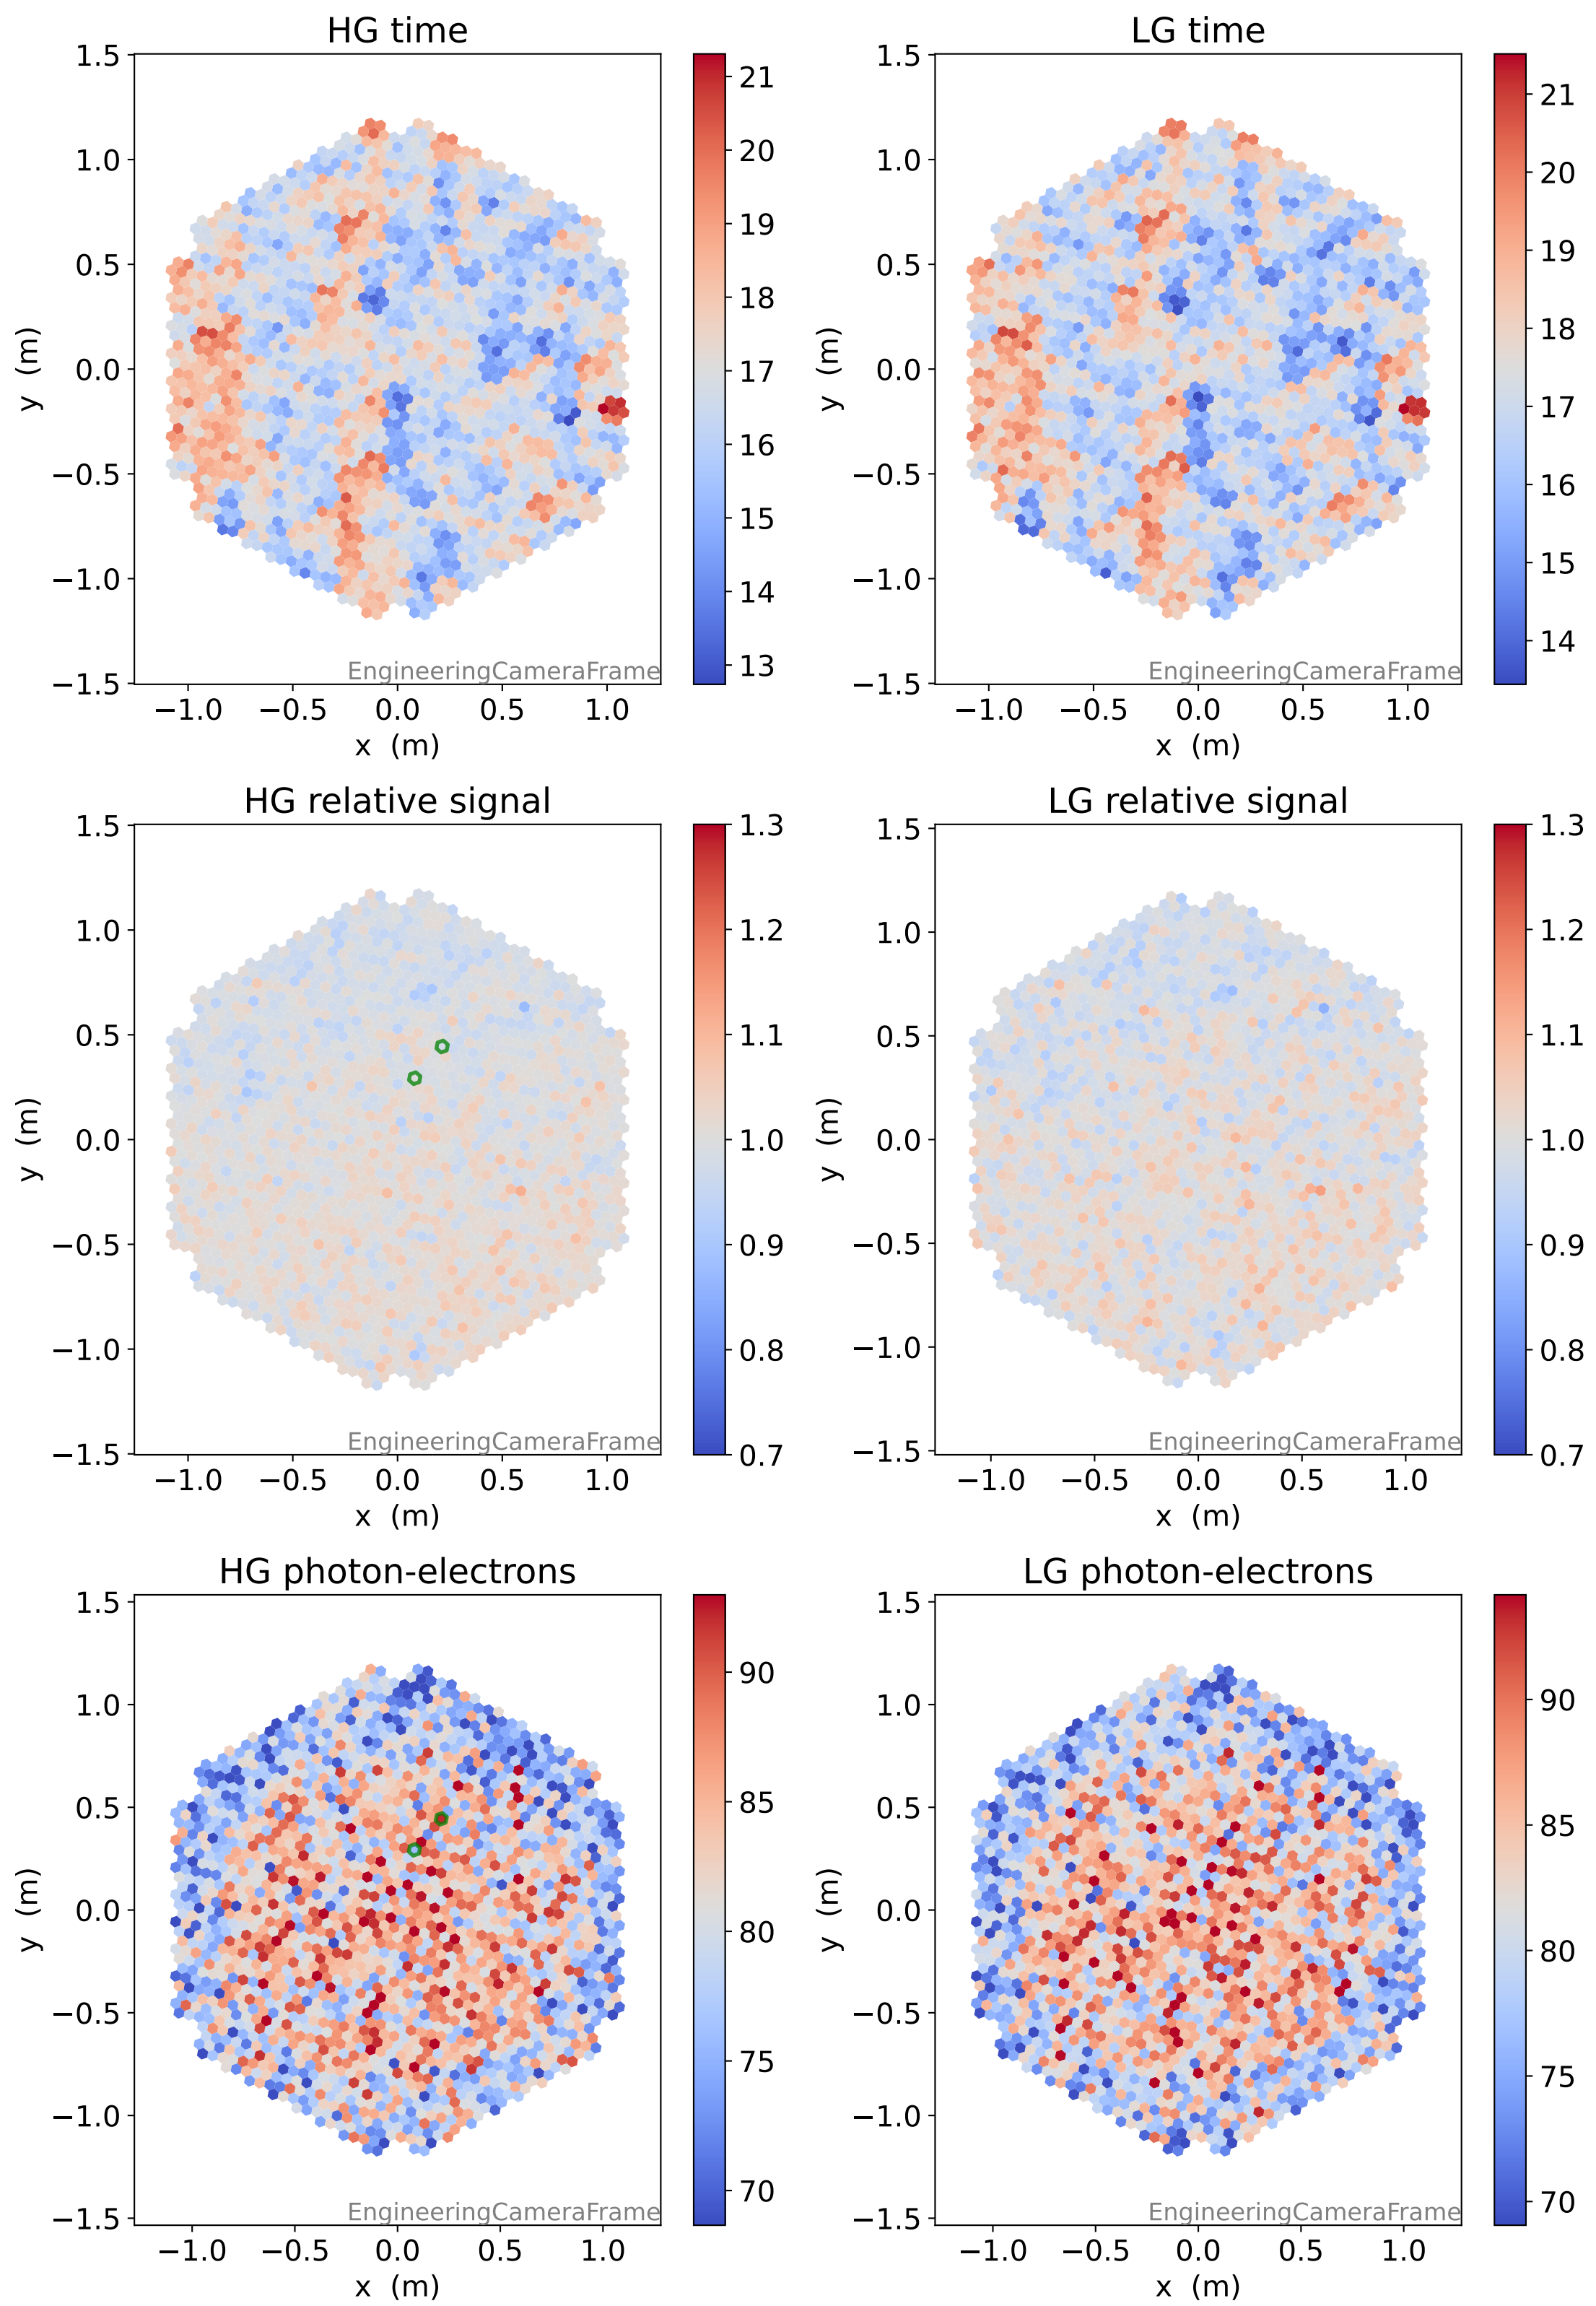 HG time
LG time
1.5
1.0
0.5
0.0
−0.5
−1.0
−1.5
y (m)
−1.0 −0.5 0.0 0.5 1.0
x (m)
EngineeringCameraFrame
21
20
19
18
17
16
15
14
13
1.5
1.0
0.5
0.0
−0.5
−1.0
−1.5
y (m)
−1.0 −0.5 0.0 0.5 1.0
x (m)
EngineeringCameraFrame
21
20
19
18
17
16
15
14
HG relative signal
LG relative signal
1.5
1.0
0.5
0.0
−0.5
−1.0
−1.5
y (m)
−1.0 −0.5 0.0 0.5 1.0
x (m)
EngineeringCameraFrame
1.3
1.2
1.1
1.0
0.9
0.8
0.7
1.5
1.0
0.5
0.0
−0.5
−1.0
−1.5
y (m)
−1.0 −0.5 0.0 0.5 1.0
x (m)
EngineeringCameraFrame
1.3
1.2
1.1
1.0
0.9
0.8
0.7
HG photon-electrons
LG photon-electrons
1.5
1.0
0.5
0.0
−0.5
−1.0
−1.5
y (m)
−1.0 −0.5 0.0 0.5 1.0
x (m)
EngineeringCameraFrame
90
85
80
75
70
1.5
1.0
0.5
0.0
−0.5
−1.0
−1.5
y (m)
−1.0 −0.5 0.0 0.5 1.0
x (m)
EngineeringCameraFrame
90
85
80
75
70